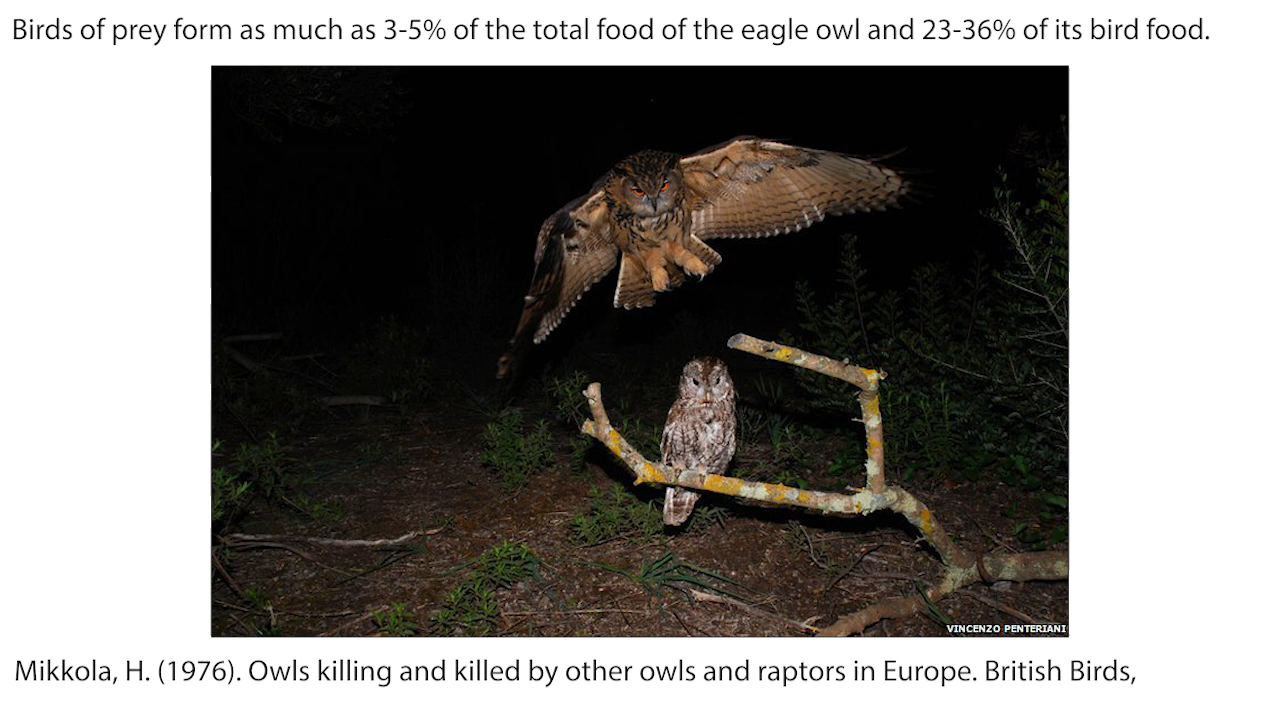 Birds of prey form as much as 3-5% of the total food of the eagle owl and 23-36% of its bird food.
VINCENZO PENTERIANI
Mikkola, H. (1976). Owls killing and killed by other owls and raptors in Europe. British Birds,